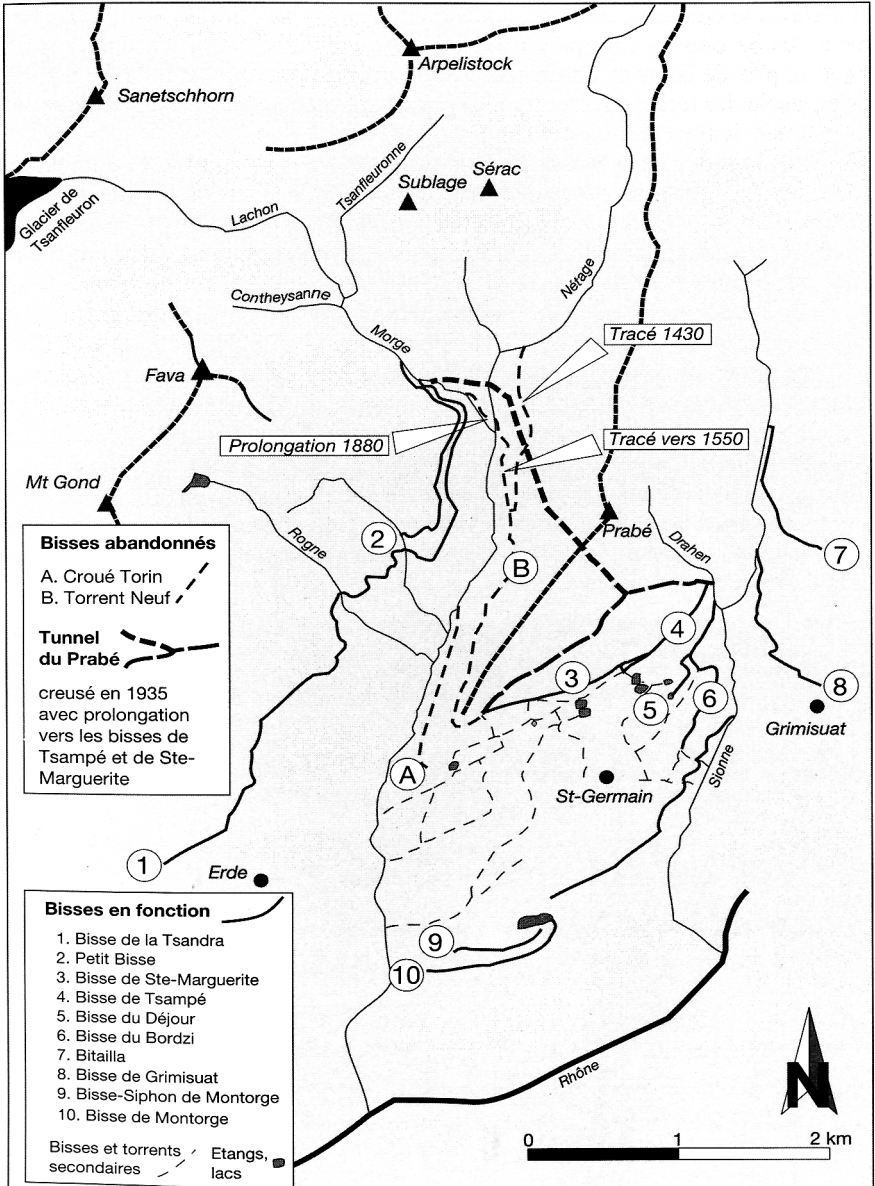 Arpelistock
Sanetschhorn
Sérac
Sublage
Tsanfleuronne
Glacier de
Tsanfleuron
Lachon
Nétage
Contheysanne
Morge
Tracé 1430
Fava
Prolongation 1880
Tracé vers 1550
Mt Gond
Prabé
Drahen
Rogne
2
7
B
4
3
5
6
8
Grimisuat
A
St-Germain
Sionne
1
Erde
9
10
Rhône
N
0 1 2 km
Bisses abandonnés
A. Croué Torin
B. Torrent Neuf
Tunnel
du Prabé
creusé en 1935
avec prolongation
vers les bisses de
Tsampé et de Ste-
Marguerite
Bisses en fonction
1. Bisse de la Tsandra
2. Petit Bisse
3. Bisse de Ste-Marguerite
4. Bisse de Tsampé
5. Bisse du Déjour
6. Bisse du Bordzi
7. Bitailla
8. Bisse de Grimisuat
9. Bisse-Siphon de Montorge
10. Bisse de Montorge
Bisses et torrents
secondaires
Etangs,
lacs